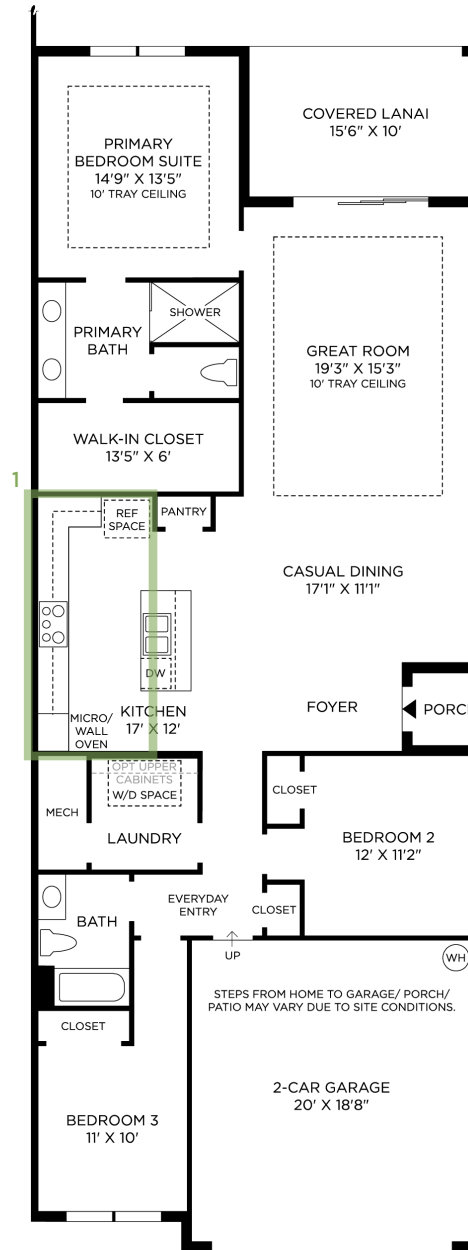 COVERED LANAI
15'6" X 10'
PRIMARY
BEDROOM SUITE
14'9" X 13'5"
10' TRAY CEILING
SHOWER
PRIMARY
BATH
GREAT ROOM
19'3" X 15'3"
10' TRAY CEILING
WALK-IN CLOSET
13'5" X 6'
1
REF
SPACE
PANTRY
CASUAL DINING
17'1" X 11'1"
DW
KITCHEN
17' X 12'
MICRO/
WALL
OVEN
FOYER
PORCH
OPT UPPER
CABINETS
W/D SPACE
MECH
LAUNDRY
CLOSET
BEDROOM 2
12' X 11'2"
EVERYDAY
ENTRY
CLOSET
BATH
UP
WH
STEPS FROM HOME TO GARAGE/ PORCH/
PATIO MAY VARY DUE TO SITE CONDITIONS.
CLOSET
2-CAR GARAGE
20' X 18'8"
BEDROOM 3
11' X 10'